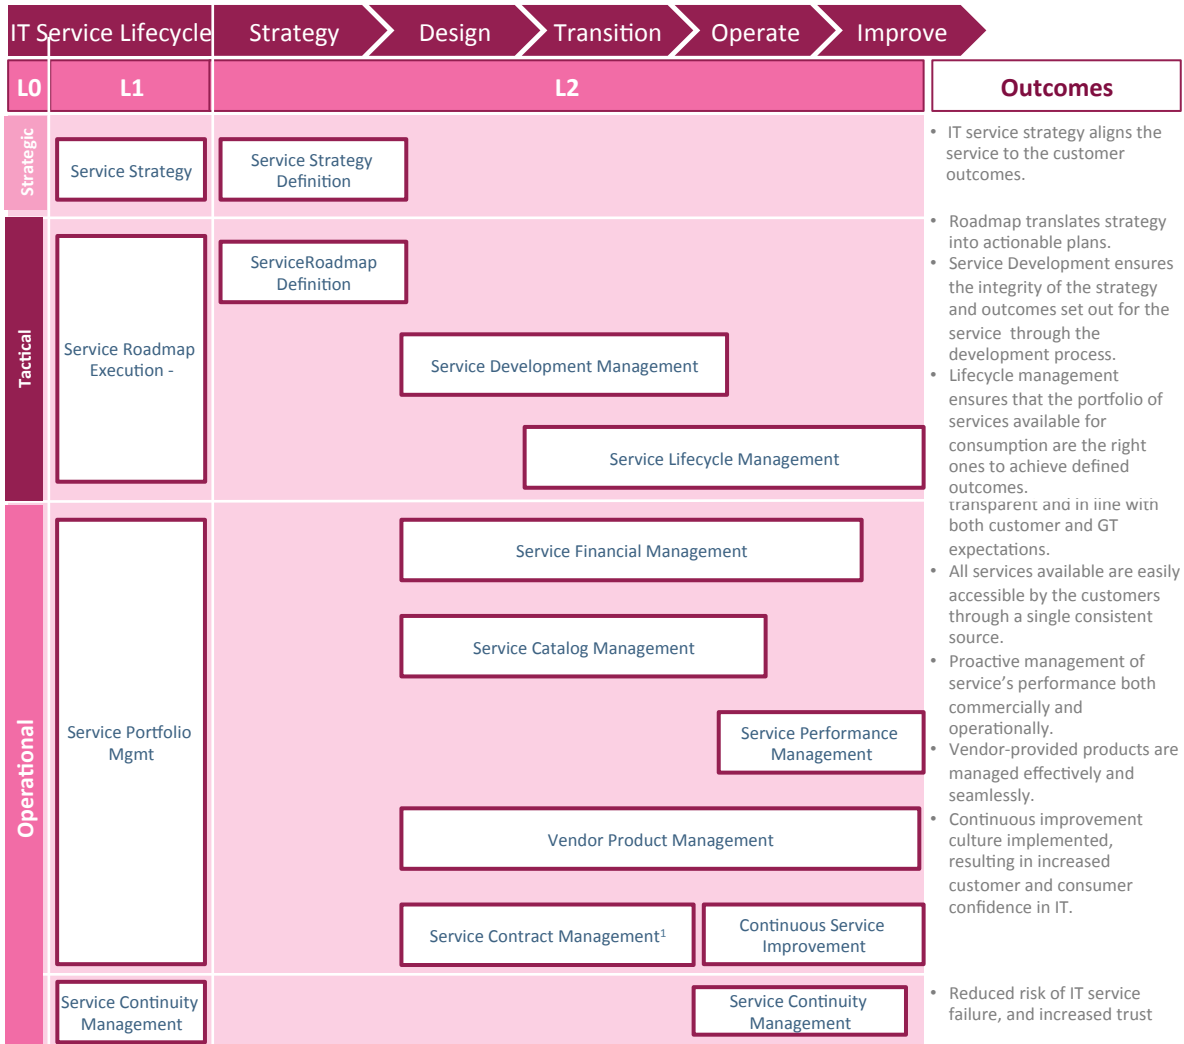 IT Service Lifecycle
Strategy
Design
Transition
Operate
Improve
L0
L1
L2
Outcomes
Strategic
Service Strategy
Service Strategy
Definition
• IT service strategy aligns the
service to the customer
outcomes.
Tactical
Service Roadmap
Execution -
ServiceRoadmap
Definition
Service Development Management
Service Lifecycle Management
• Roadmap translates strategy
into actionable plans.
• Service Development ensures
the integrity of the strategy
and outcomes set out for the
service through the
development process.
• Lifecycle management
ensures that the portfolio of
services available for
consumption are the right
ones to achieve defined
outcomes.
Operational
Service Portfolio
Mgmt
Service Financial Management
Service Catalog Management
Service Performance
Management
Vendor Product Management
Service Contract Management¹
Continuous Service
Improvement
transparent and in line with
both customer and GT
expectations.
• All services available are easily
accessible by the customers
through a single consistent
source.
• Proactive management of
service's performance both
commercially and
operationally.
• Vendor-provided products are
managed effectively and
seamlessly.
• Continuous improvement
culture implemented,
resulting in increased
customer and consumer
confidence in IT.
Service Continuity
Management
Service Continuity
Management
• Reduced risk of IT service
failure, and increased trust